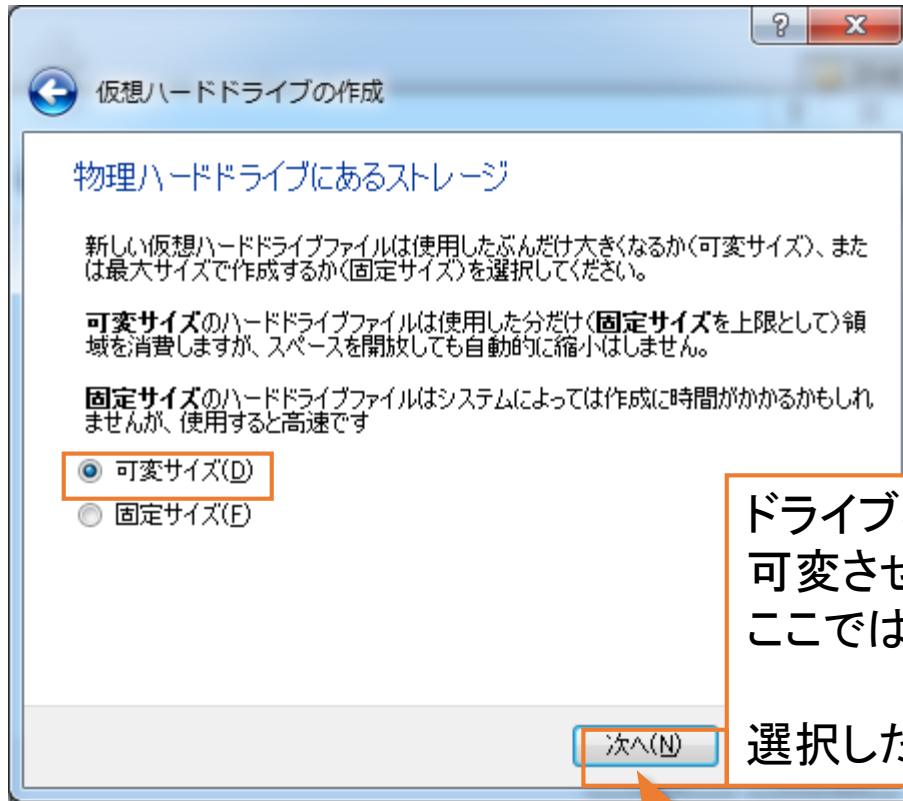 仮想ハードドライブの作成
物理ハードドライブにあるストレージ
新しい仮想ハードドライブファイルは使用したぶんだけ大きくなるか(可変サイズ)、また
は最大サイズで作成するか(固定サイズ)を選択してください。
可変サイズのハードドライブファイルは使用した分だけ(固定サイズを上限として)領
域を消費しますが、スペースを開放しても自動的に縮小はしません。
固定サイズのハードドライブファイルはシステムによっては作成に時間がかかるかもしれ
ませんが、使用すると高速です
可変サイズ(D)
固定サイズ(F)
ドライブ
可変させ
ここでは
選択した
次へ(N)